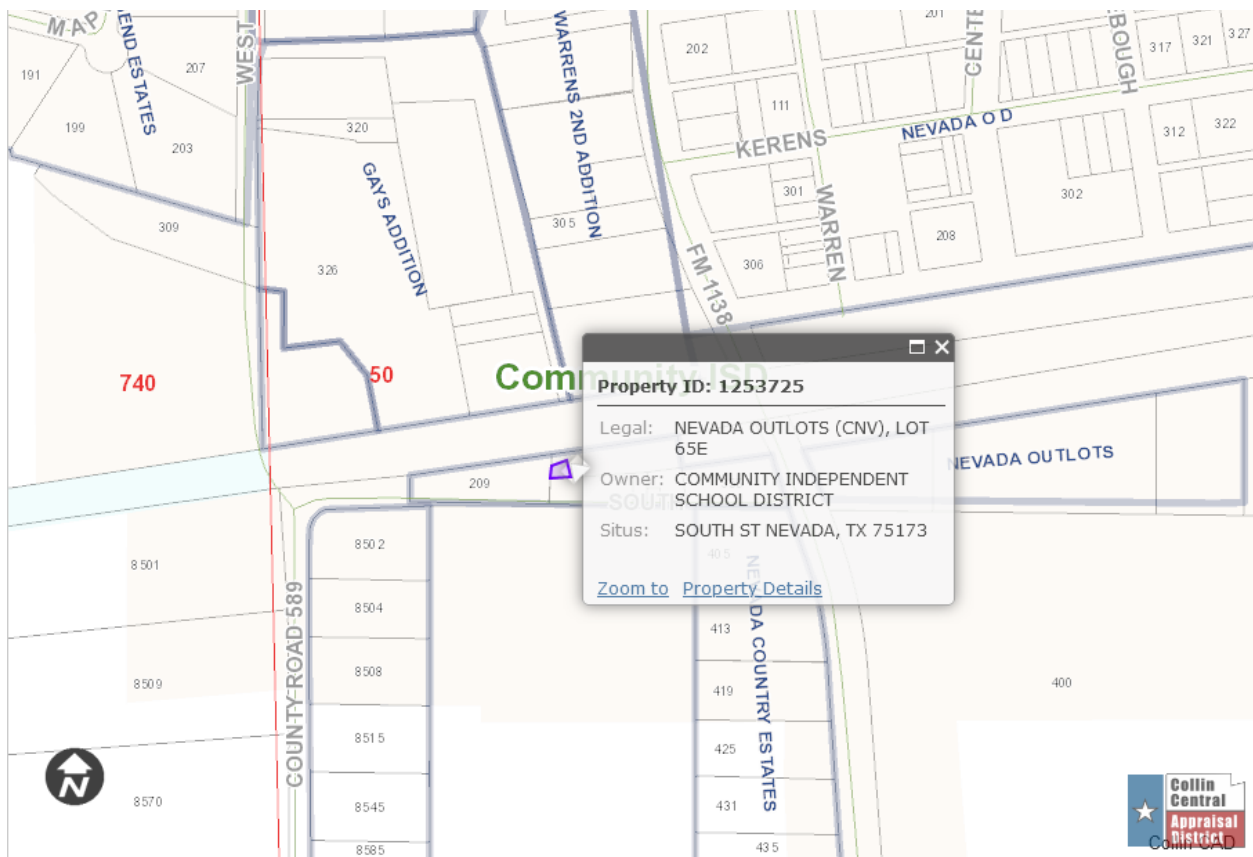 MAP
END ESTATES
WEST
207
191
199
203
309
320
GAYS ADDITION
326
WARRENS 2ND ADDITION
305
202
111
201
CENTE
EBOUGH
317
321
327
KERENS
NEVADA O D
312
322
301
WARREN
302
208
306
FM 1138
740
50
Community ISD
Property ID: 1253725
Legal: NEVADA OUTLOTS (CNV), LOT
65E
Owner: COMMUNITY INDEPENDENT
SCHOOL DISTRICT
Situs: SOUTH ST NEVADA, TX 75173
Zoom to Property Details
NEVADA OUTLOTS
209
SOUTH
8501
8502
8504
8508
8509
8515
8545
8570
8585
COUNTY ROAD 589
405
413
419
425
431
435
NEVADA COUNTRY ESTATES
400
N
Collin
Central
Appraisal
District
Collin CAD